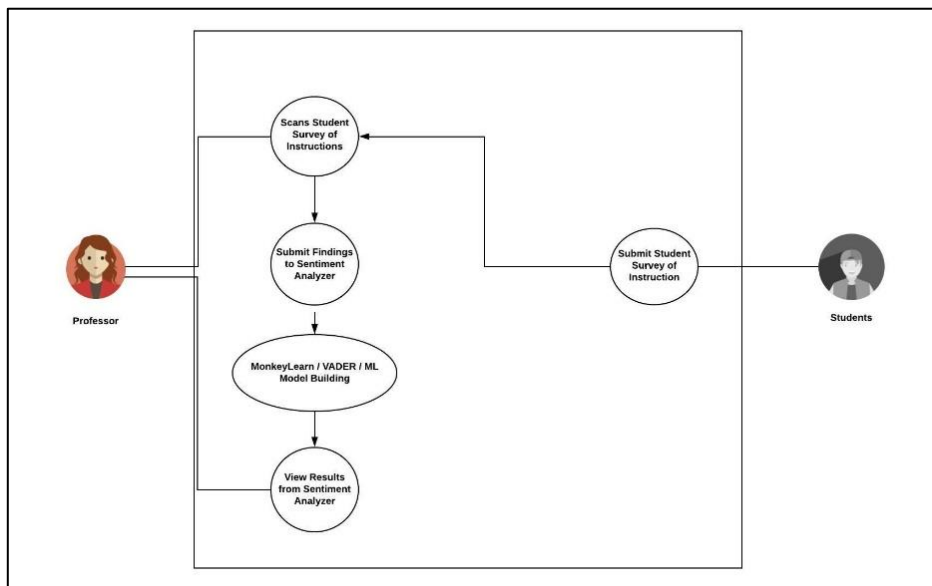 Scans Student
Survey of
Instructions
Submit Findings
to Sentiment
Analyzer
Submit Student
Survey of
Instruction
Professor
Students
MonkeyLearn / VADER / ML
Model Building
View Results
from Sentiment
Analyzer